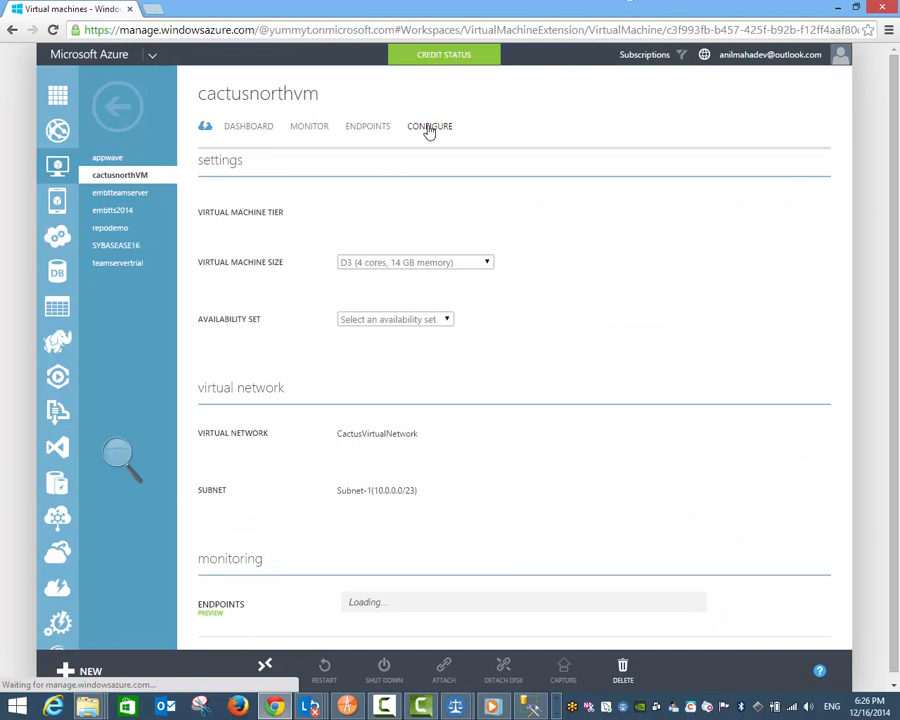 Virtual machines - Windo
https://manage.windowsazure.com/@yummyt.onmicrosoft.com#Workspaces/VirtualMachineExtension/VirtualMachine/c3f993fb-b457-425f-b92b-f12ff4aaf80
Microsoft Azure
CREDIT STATUS
Subscriptions
anilmahadev@outlook.com
cactusnorthvm
DASHBOARD MONITOR ENDPOINTS CONFIGURE
appwave
cactusnorthVM
embtteamserver
embtts2014
repodemo
SYBASEASE16
teamservertrial
DB
settings
VIRTUAL MACHINE TIER
VIRTUAL MACHINE SIZE D3 (4 cores, 14 GB memory)
AVAILABILITY SET Select an availability set
virtual network
VIRTUAL NETWORK CactusVirtualNetwork
SUBNET Subnet-1(10.0.0.0/23)
monitoring
ENDPOINTS Loading...
PREVIEW
NEW
RESTART SHUT DOWN ATTACH DETACH DISK CAPTURE DELETE
?
Waiting for manage.windowsazure.com...
ENG
6:26 PM
12/16/2014